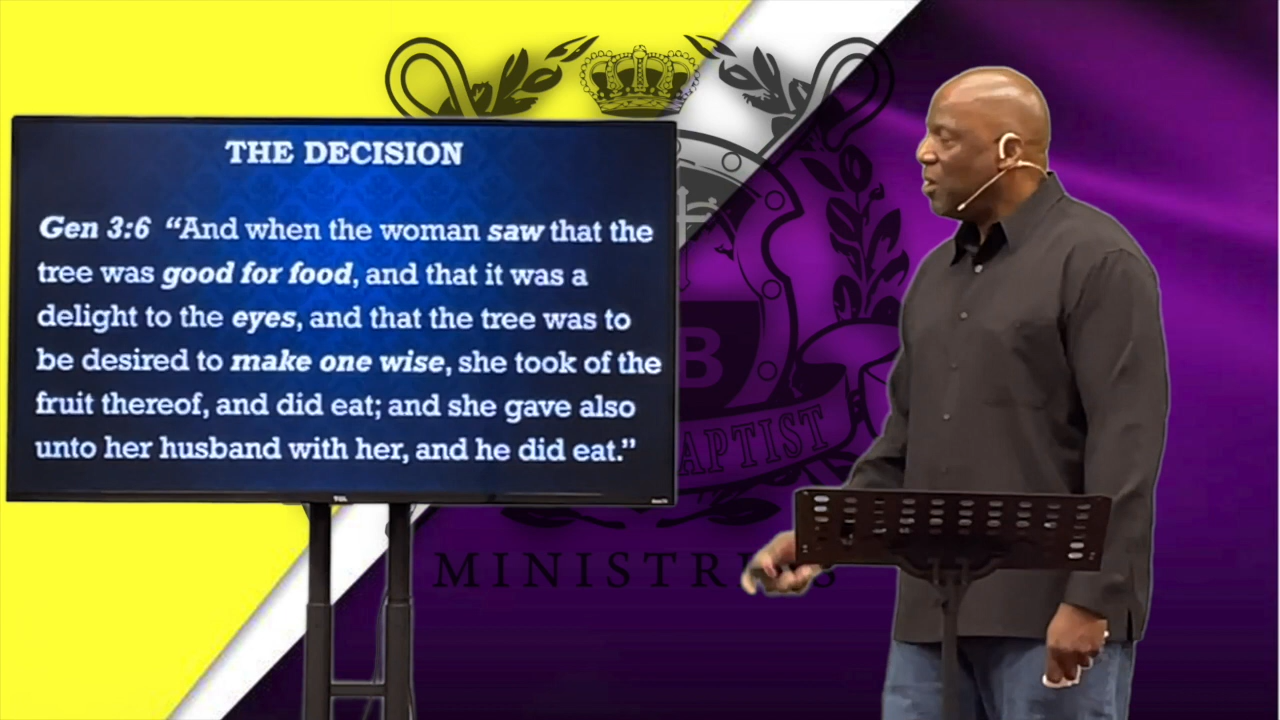 THE DECISION
Gen 3:6 “And when the woman saw that the
tree was good for food, and that it was a
delight to the eyes, and that the tree was to
be desired to make one wise, she took of the
fruit thereof, and did eat; and she gave also
unto her husband with her, and he did eat.”
TCL
B
MINISTRIES